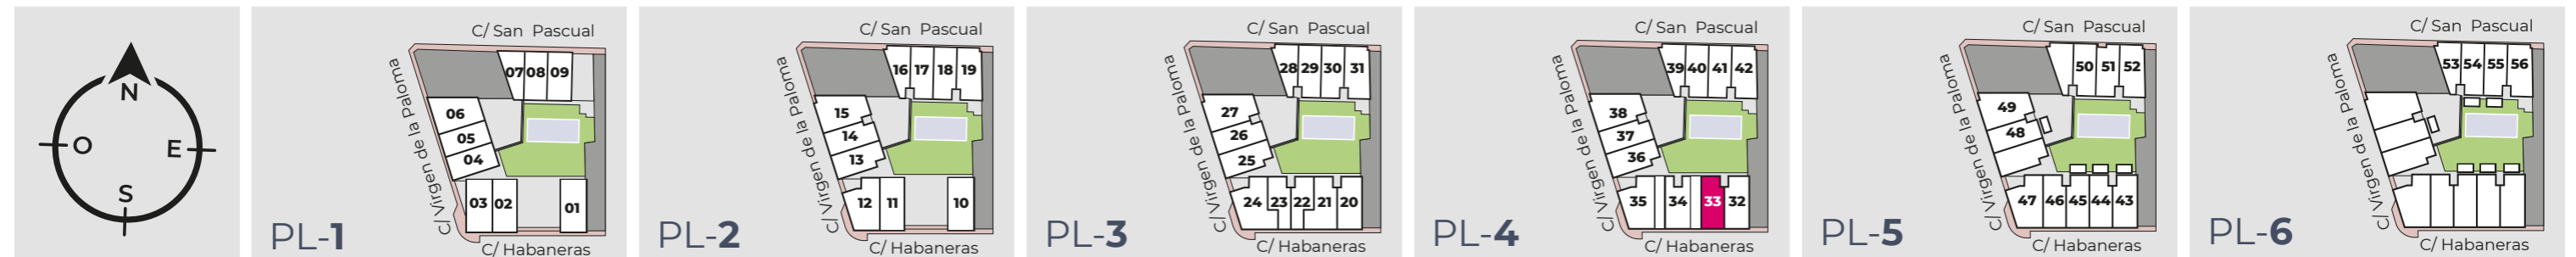 N
O
E
S
C/ San Pascual
07 08 09
06
05
04
03 02
01
C/ Virgen de la Paloma
C/ Habaneras
PL-1
C/ San Pascual
16 17 18 19
15
14
13
12 11
10
C/ Virgen de la Paloma
C/ Habaneras
PL-2
C/ San Pascual
28 29 30 31
27
26
25
24 23 22 21 20
C/ Virgen de la Paloma
C/ Habaneras
PL-3
C/ San Pascual
39 40 41 42
38
37
36
35 34 33 32
C/ Virgen de la Paloma
C/ Habaneras
PL-4
C/ San Pascual
50 51 52
49
48
47 46 45 44 43
C/ Virgen de la Paloma
C/ Habaneras
PL-5
C/ San Pascual
53 54 55 56
C/ Virgen de la Paloma
C/ Habaneras
PL-6